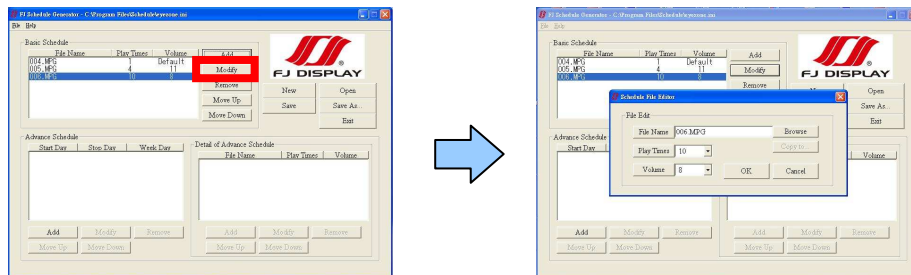 FJ Schedule Generator - C:\Program Files\Schedule\eyezone.ini
File Help
Basic Schedule
File Name Play Times Volume
004.MPG 1 Default
005.MPG 4 11
006.MPG 10 8
Add
Modify
Remove
Move Up
Move Down
FJ DISPLAY
New Open
Save Save As..
Exit
Advance Schedule
Start Day Stop Day Week Day
Detail of Advance Schedule
File Name Play Times Volume
Add Modify Remove
Move Up Move Down
Add Modify Remove
Move Up Move Down
FJ Schedule Generator - C:\Program Files\Schedule\eyezone.ini
File Help
Basic Schedule
File Name Play Times Volume
004.MPG 1 Default
005.MPG 4 11
006.MPG 10 8
Add
Modify
Remove
FJ DISPLAY
Open
Save As..
Exit
Schedule File Editor
File Edit
File Name 006.MPG Browse
Play Times 10 Copy to...
Volume 8 OK Cancel
Advance Schedule
Start Day
Volume
Add Modify Remove
Move Up Move Down
Add Modify Remove
Move Up Move Down